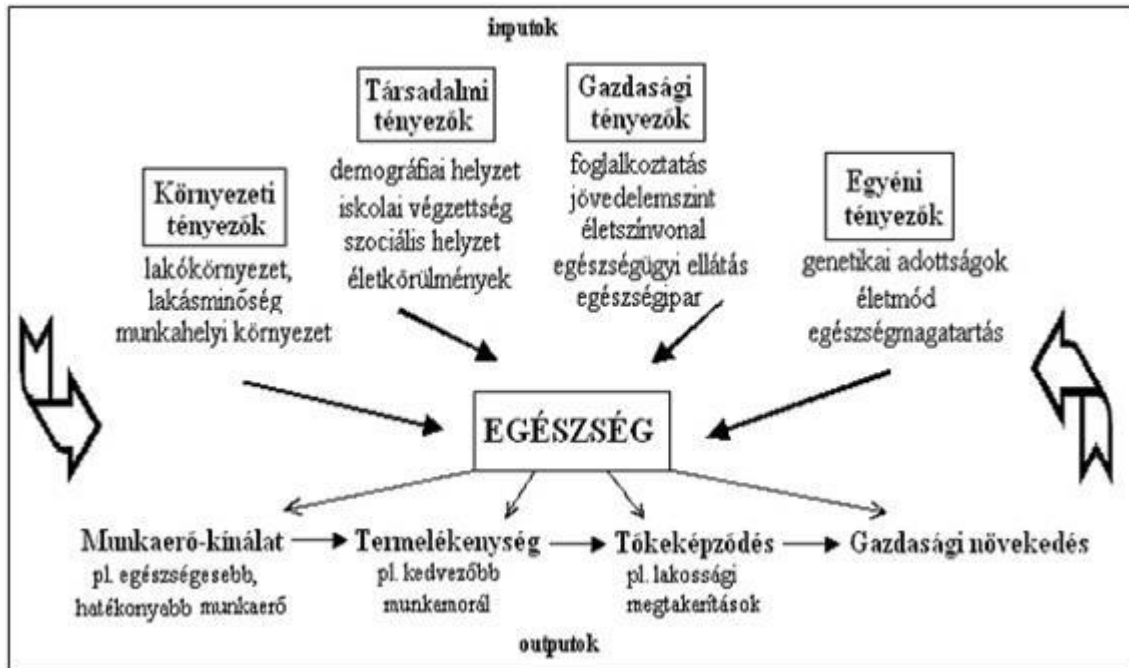 inputok
Társadalmi
tényezők
demográfiai helyzet
iskolai végzettség
szociális helyzet
életkörülmények
Gazdasági
tényezők
foglalkoztatás
jövedelemszint
életszínvonal
egészségügyi ellátás
egészségipar
Környezeti
tényezők
lakókörnyezet,
lakásminőség
munkahelyi környezet
Egyéni
tényezők
genetikai adottságok
életmód
egészségmagatartás
EGÉSZSÉG
Munkaerő-kínálat
pl. egészségesebb,
hatékonyabb munkaerő
Termelékenység
pl. kedvezőbb
munkamorál
Tőkeképződés
pl. lakossági
megtakarítások
Gazdasági növekedés
outputok